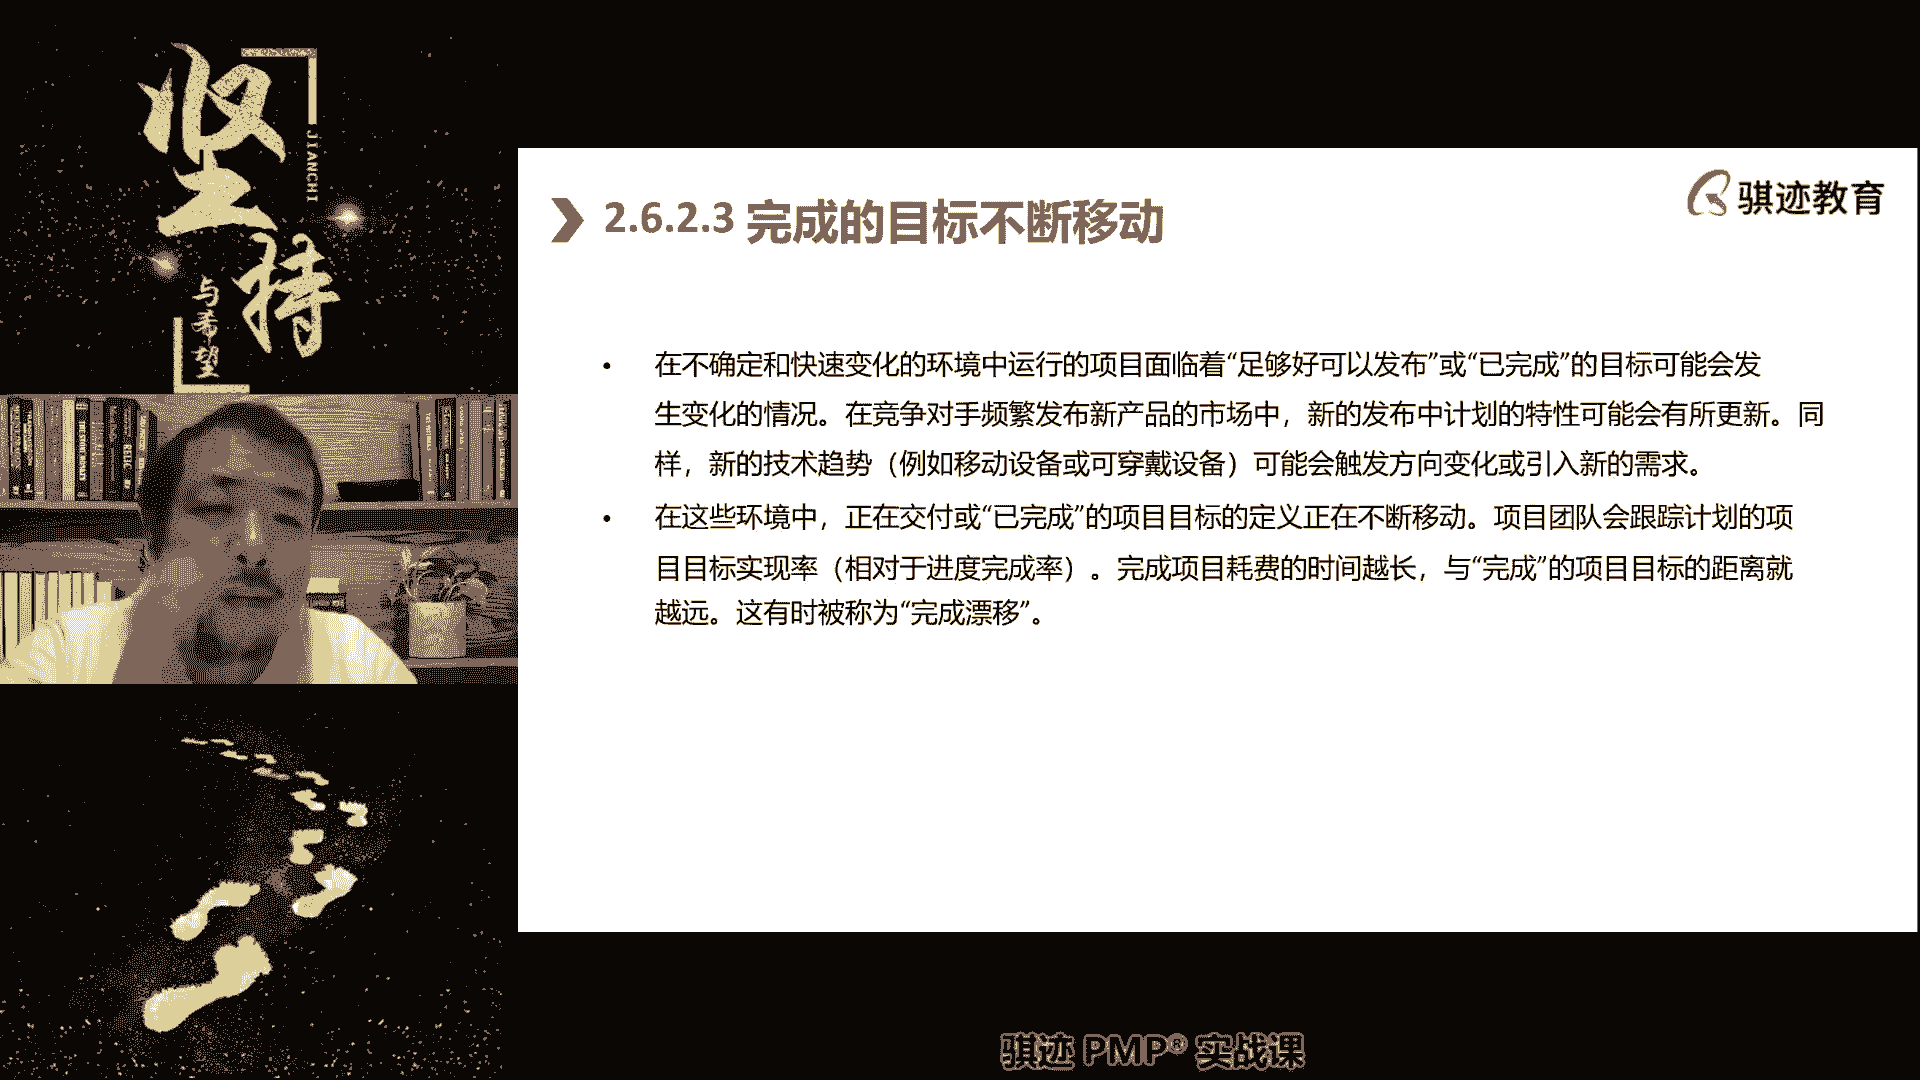 坚持
JIANCHI
与希望
骐迹教育
2.6.2.3 完成的目标不断移动
• 在不确定和快速变化的环境中运行的项目面临着“足够好可以发布”或“已完成”的目标可能会发
生变化的情况。在竞争对手频繁发布新产品的市场中，新的发布中计划的特性可能会有所更新。同
样，新的技术趋势（例如移动设备或可穿戴设备）可能会触发方向变化或引入新的需求。
• 在这些环境中，正在交付或“已完成”的项目目标的定义正在不断移动。项目团队会跟踪计划的项
目目标实现率（相对于进度完成率）。完成项目耗费的时间越长，与“完成”的项目目标的距离就
越远。这有时被称为“完成漂移”。
骐迹 PMP® 实战课